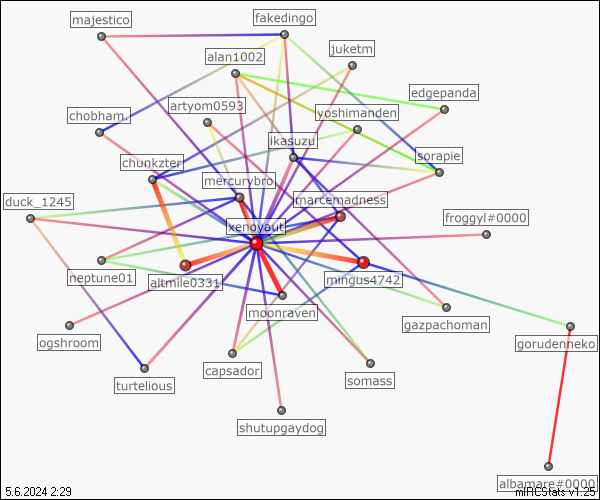 majestico
fakedingo
juketm
alan1002
edgepanda
artyom0593
yoshimanden
chobham.
ikasuzu
sorapie
chunkzter
mercurybro
marcemadness
duck_1245
froggyl#0000
xenoyaut
neptune01
altmile0331
mingus4742
moonraven
gazpachoman
ogshroom
gorudenneko
capsador
somass
turtelious
shutupgaydog
albamare#0000
5.6.2024 2:29
mIRCStats v1.25